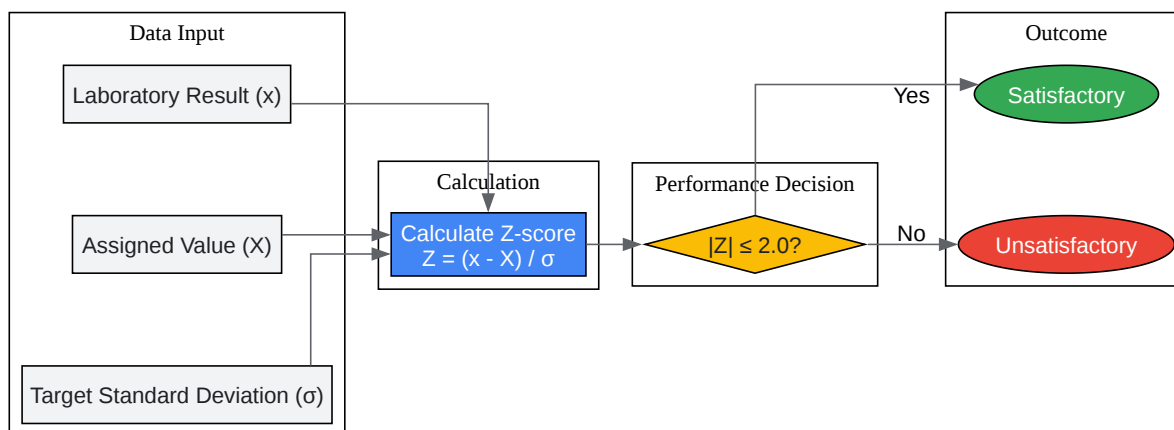 Data Input
Laboratory Result (x)
Assigned Value (X)
Target Standard Deviation (σ)
Calculation
Calculate Z-score
Z = (x - X) / σ
Performance Decision
|Z| ≤ 2.0?
Yes
No
Outcome
Satisfactory
Unsatisfactory